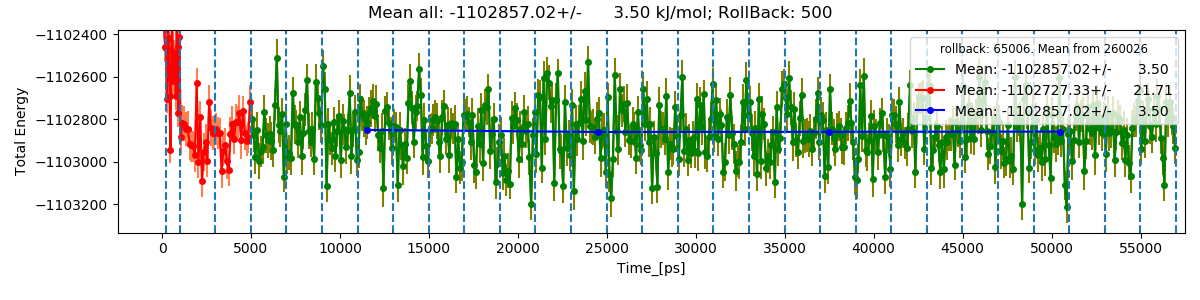 Mean all: -1102857.02+/-      3.50 kJ/mol; RollBack: 500
Total Energy
−1102400
−1102600
−1102800
−1103000
−1103200
rollback: 65006. Mean from 260026
Mean: -1102857.02+/-      3.50
Mean: -1102727.33+/-     21.71
Mean: -1102857.02+/-      3.50
0 5000 10000 15000 20000 25000 30000 35000 40000 45000 50000 55000
Time_[ps]